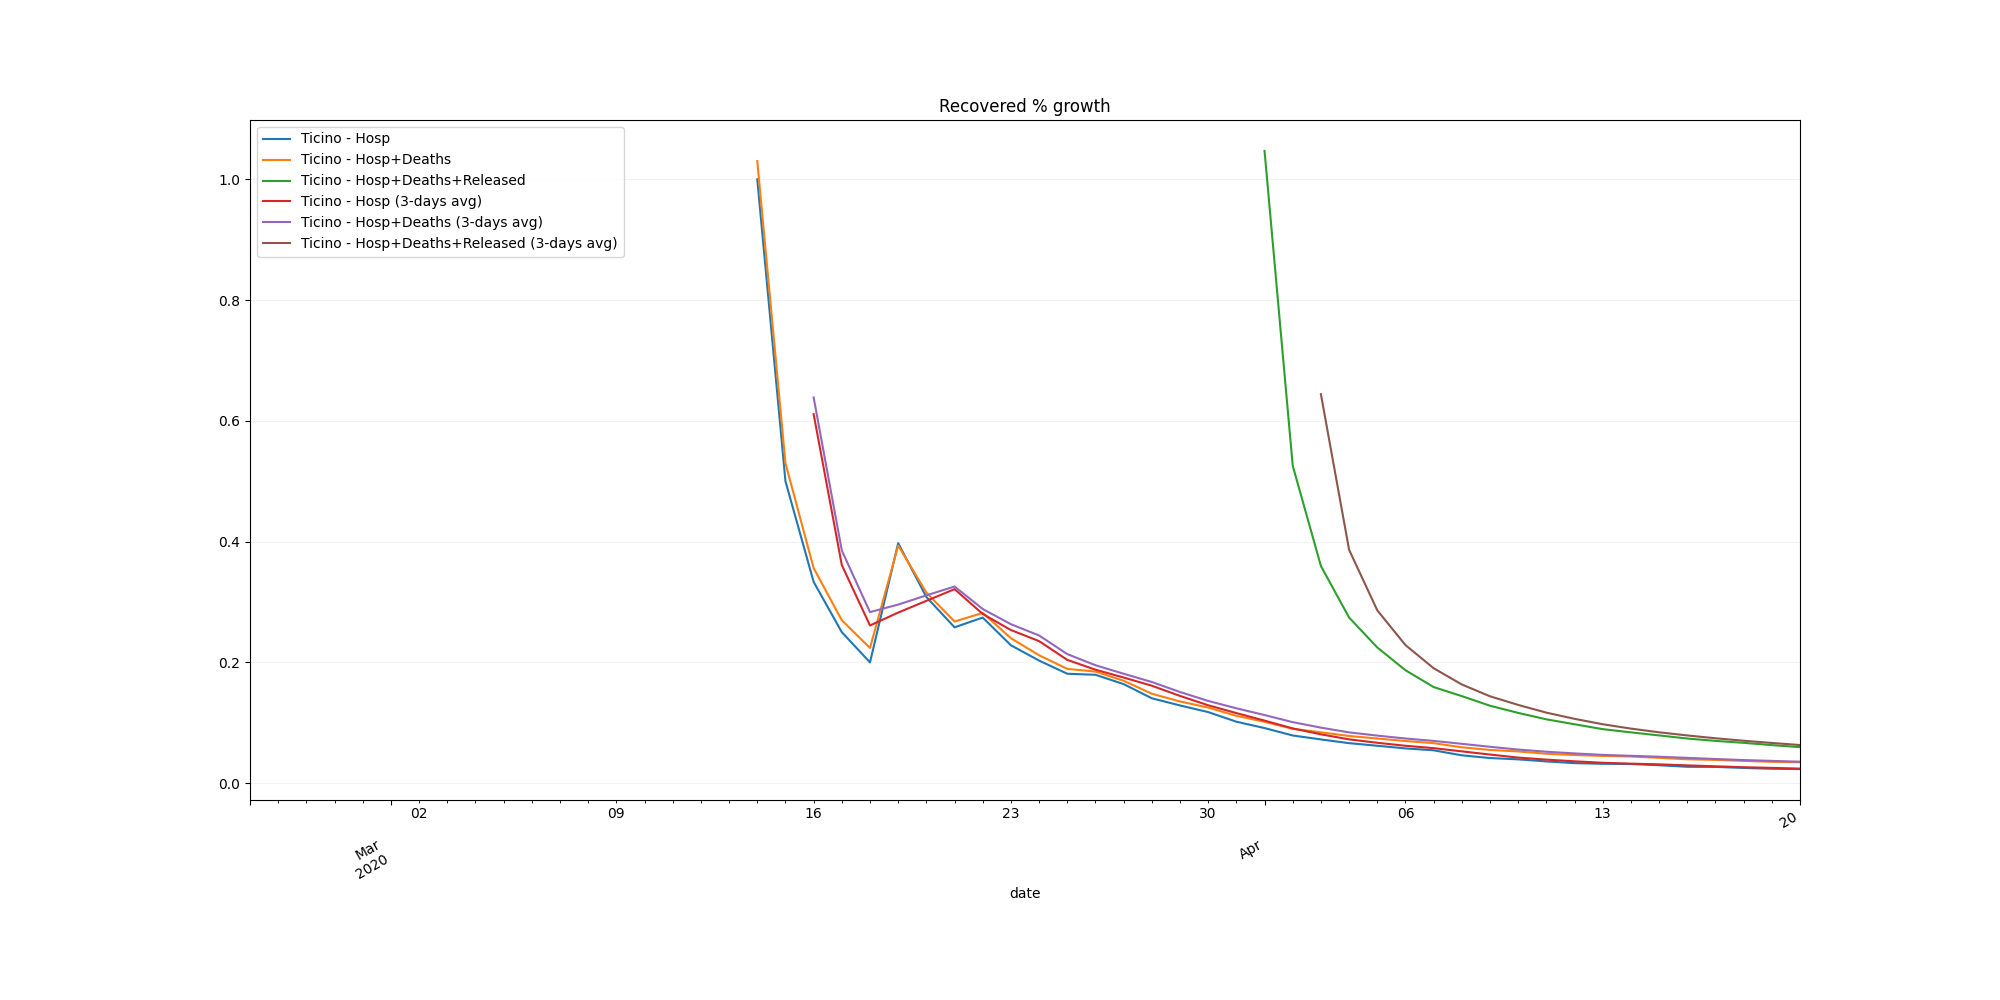 Recovered % growth
Ticino - Hosp
Ticino - Hosp+Deaths
Ticino - Hosp+Deaths+Released
Ticino - Hosp (3-days avg)
Ticino - Hosp+Deaths (3-days avg)
Ticino - Hosp+Deaths+Released (3-days avg)
1.0
0.8
0.6
0.4
0.2
0.0
02 09 16 23 30 06 13 20
Mar Apr
2020
date